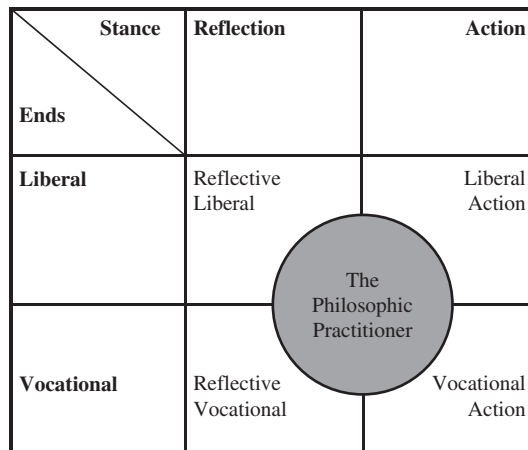 Stance
Reflection
Action
Ends
Liberal
Reflective
Liberal
Liberal
Action
The
Philosophic
Practitioner
Vocational
Reflective
Vocational
Vocational
Action